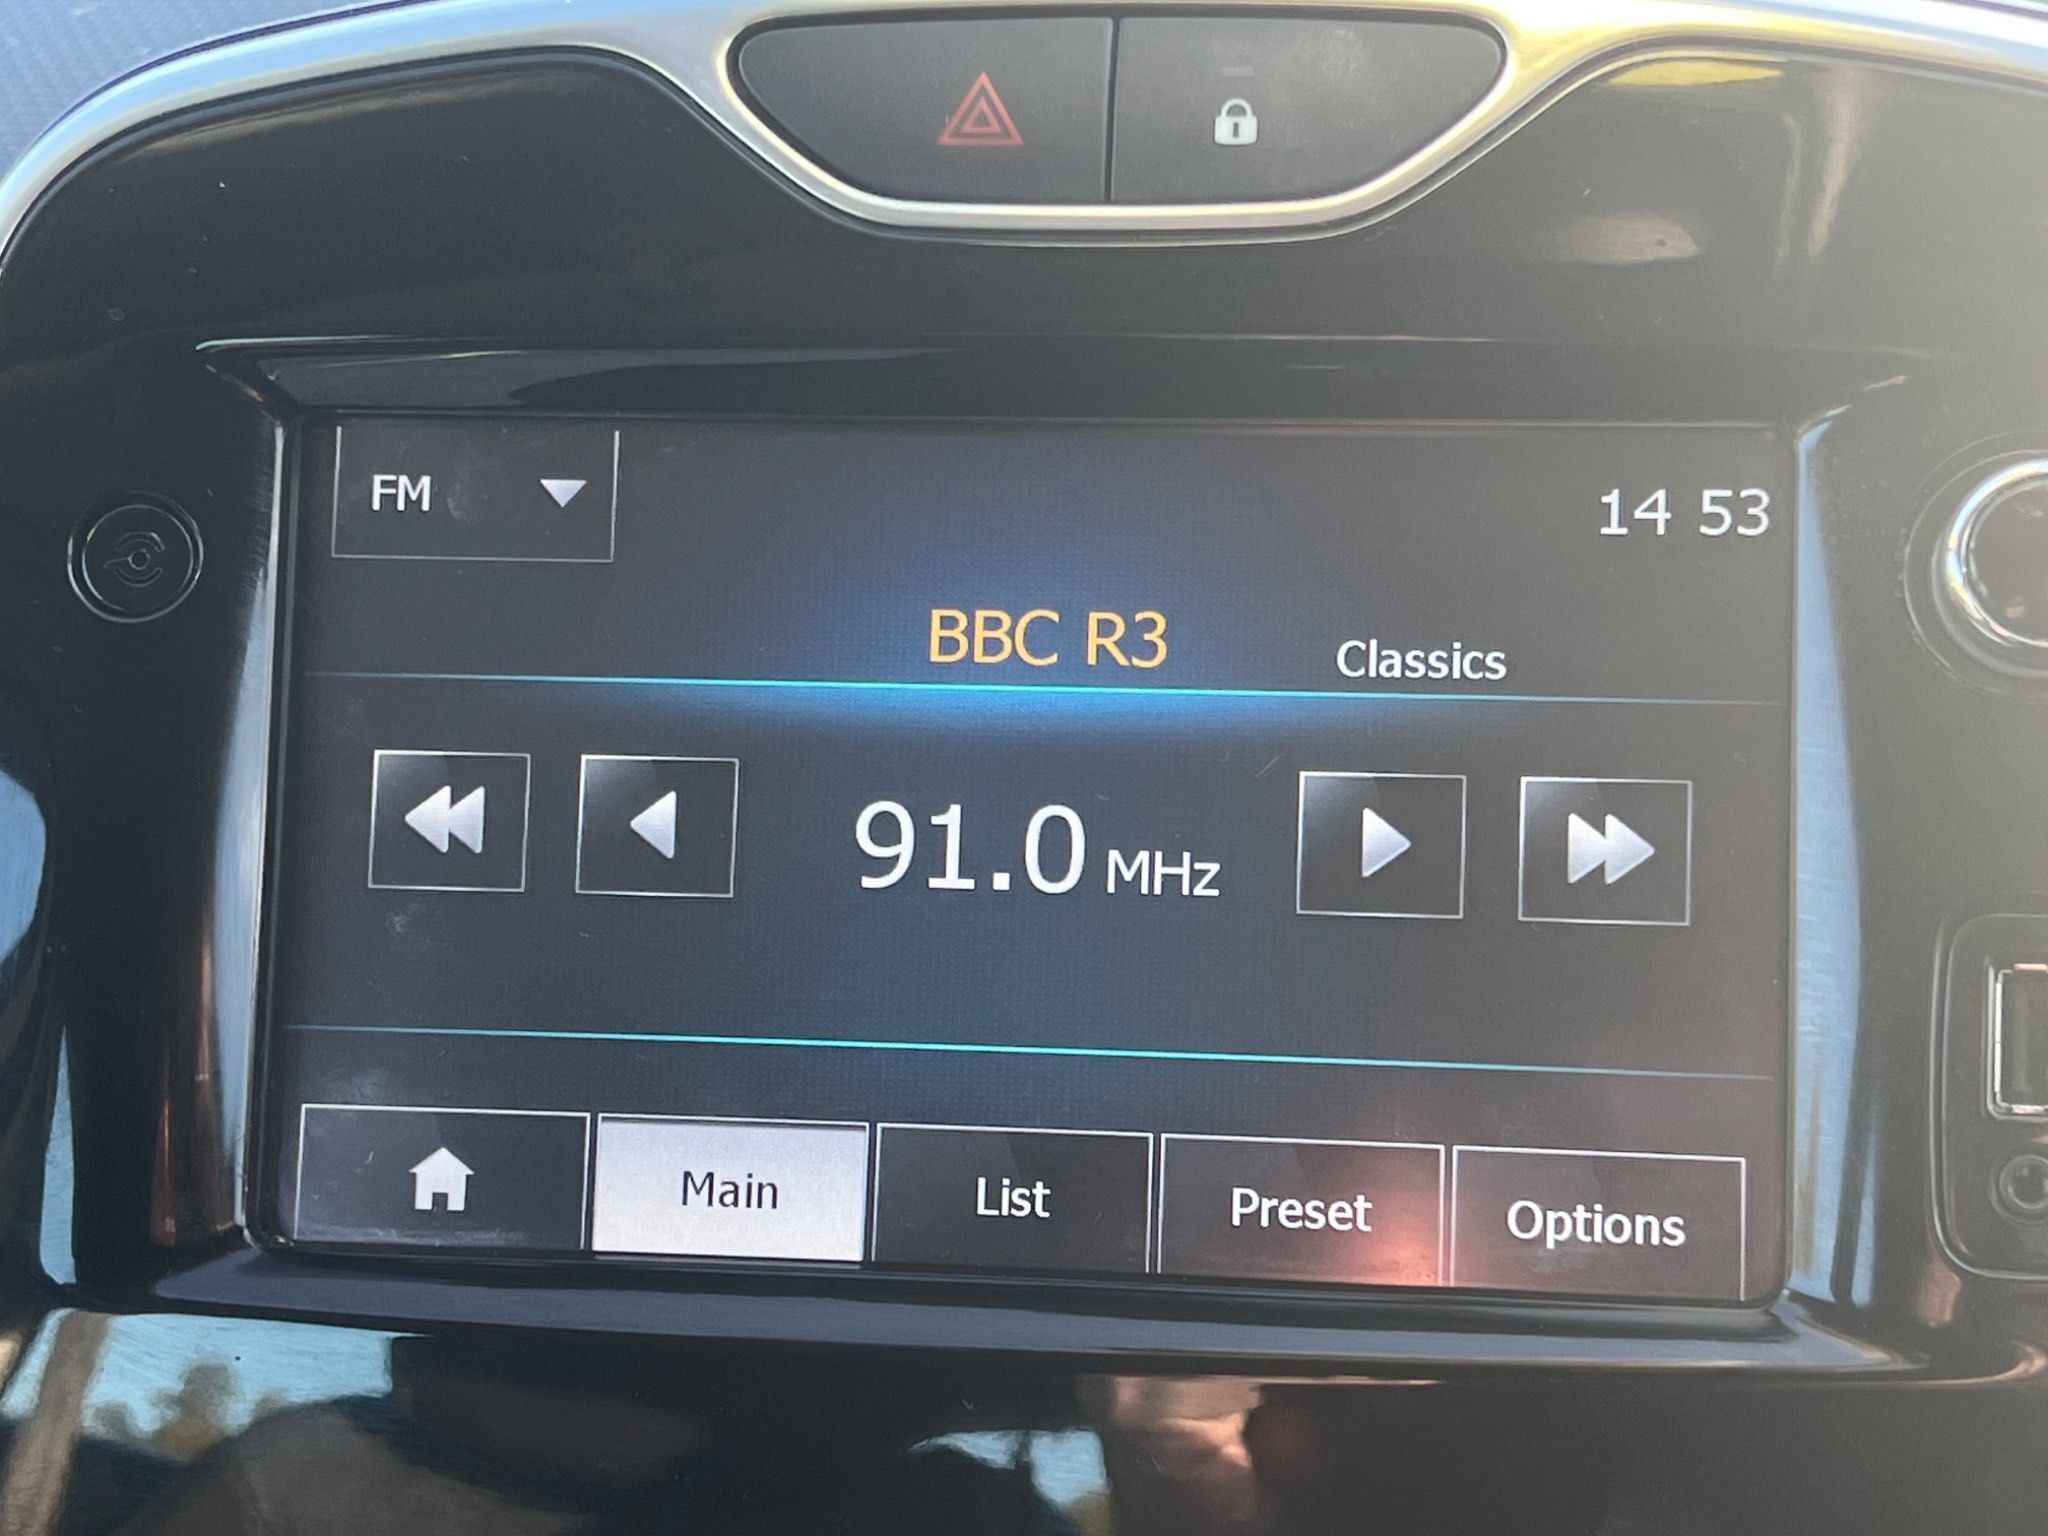 FM
14 53
BBC R3
Classics
91.0 MHz
Main
List
Preset
Options